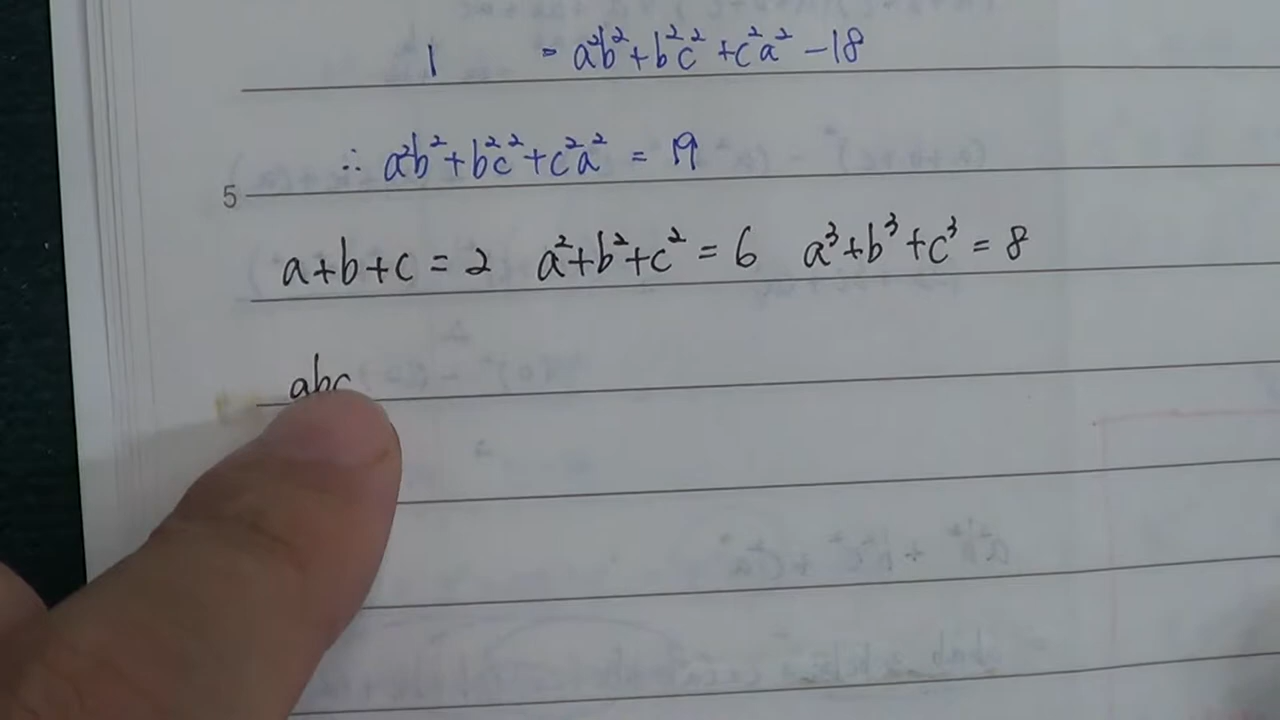 1 = a²b²+b²c²+c²a²-18
∴ a²b²+b²c²+c²a² = 19
5
a+b+c=2 a²+b²+c²=6 a³+b³+c³=8
abc